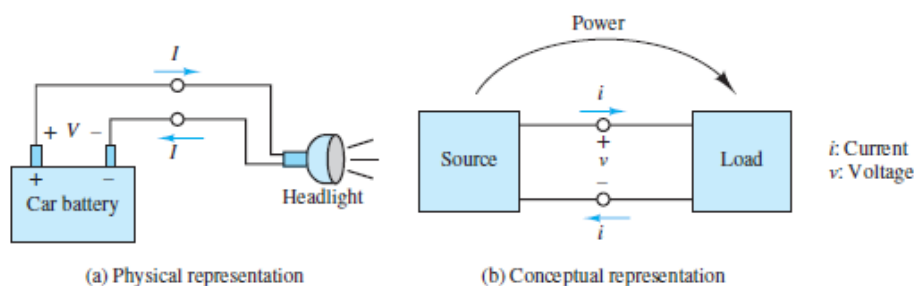 I
+ V –
I
+ –
Car battery
Headlight
(a) Physical representation
Power
i
Source
+
v
–
Load
i
i: Current
v: Voltage
(b) Conceptual representation